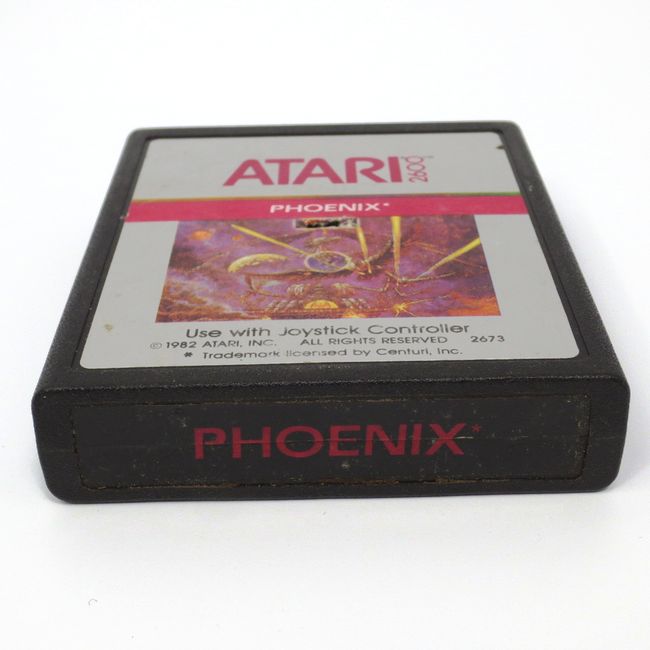 ATARI 2600™
PHOENIX*
Use with Joystick Controller
© 1982 ATARI, INC. ALL RIGHTS RESERVED 2673
* Trademark licensed by Centuri, Inc.
PHOENIX*